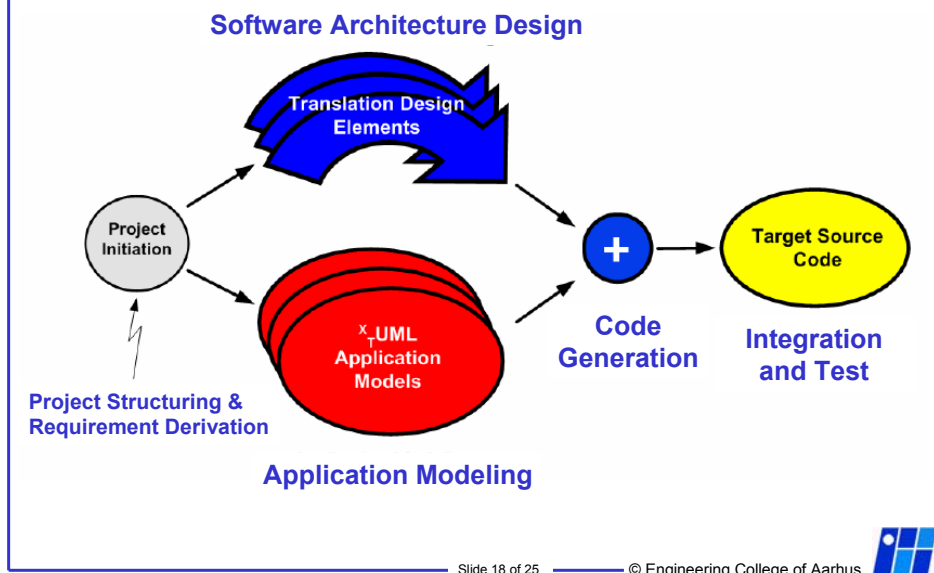 Software Architecture Design
Translation Design
Elements
Project
Initiation
+
Target Source
Code
X
T UML
Application
Models
Code
Generation
Integration
and Test
Project Structuring &
Requirement Derivation
Application Modeling
Slide 18 of 25
© Engineering College of Aarhus